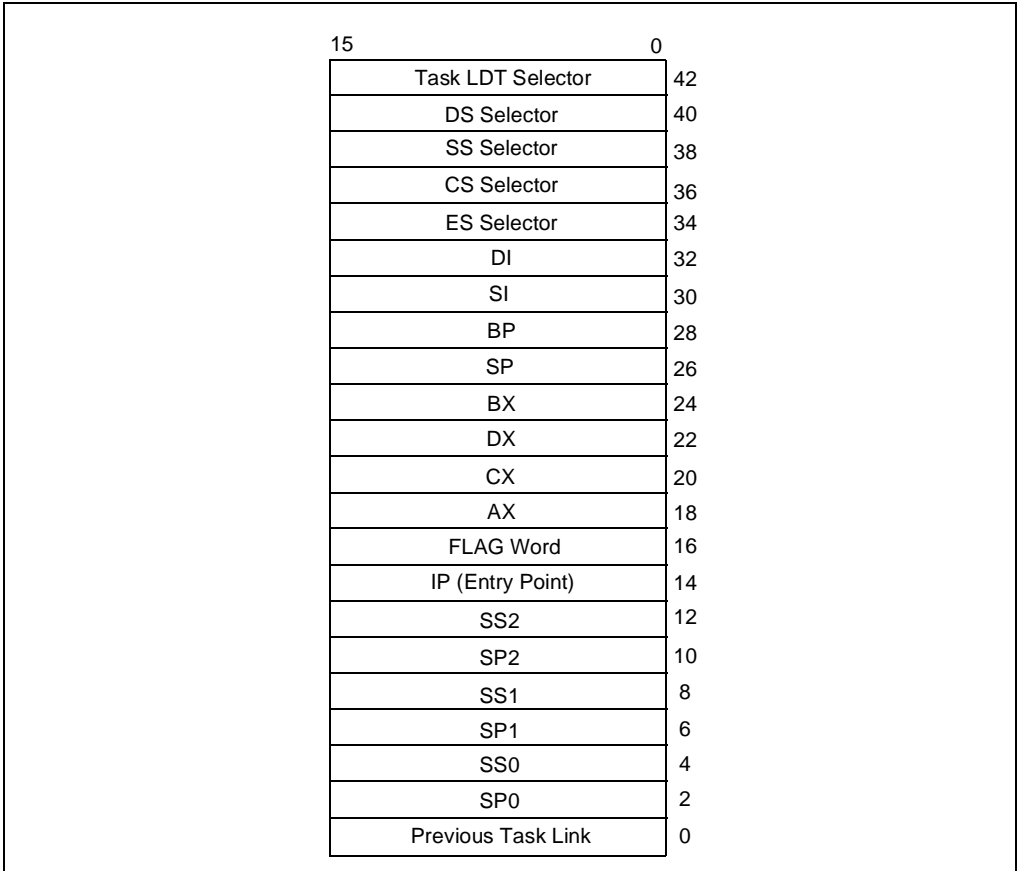 15 0
Task LDT Selector 42
DS Selector 40
SS Selector 38
CS Selector 36
ES Selector 34
DI 32
SI 30
BP 28
SP 26
BX 24
DX 22
CX 20
AX 18
FLAG Word 16
IP (Entry Point) 14
SS2 12
SP2 10
SS1 8
SP1 6
SS0 4
SP0 2
Previous Task Link 0